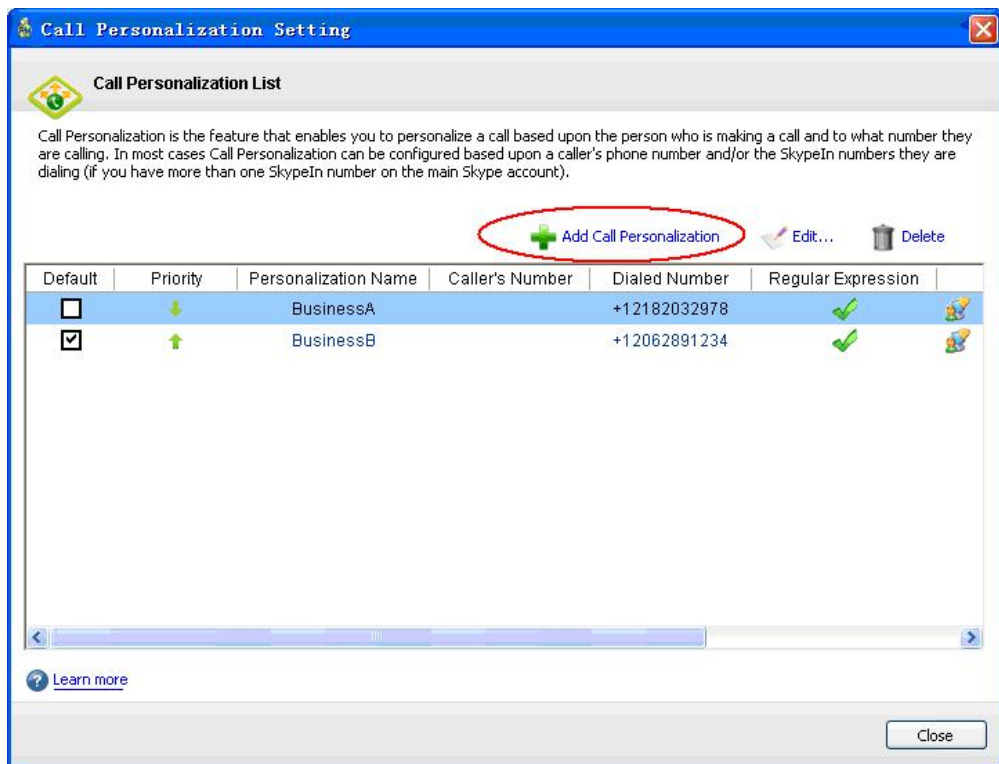 Call Personalization Setting
Call Personalization List
Call Personalization is the feature that enables you to personalize a call based upon the person who is making a call and to what number they
are calling. In most cases Call Personalization can be configured based upon a caller's phone number and/or the SkypeIn numbers they are
dialing (if you have more than one SkypeIn number on the main Skype account).
Add Call Personalization Edit... Delete
Default Priority Personalization Name Caller's Number Dialed Number Regular Expression
BusinessA +12182032978
BusinessB +12062891234
Learn more
Close